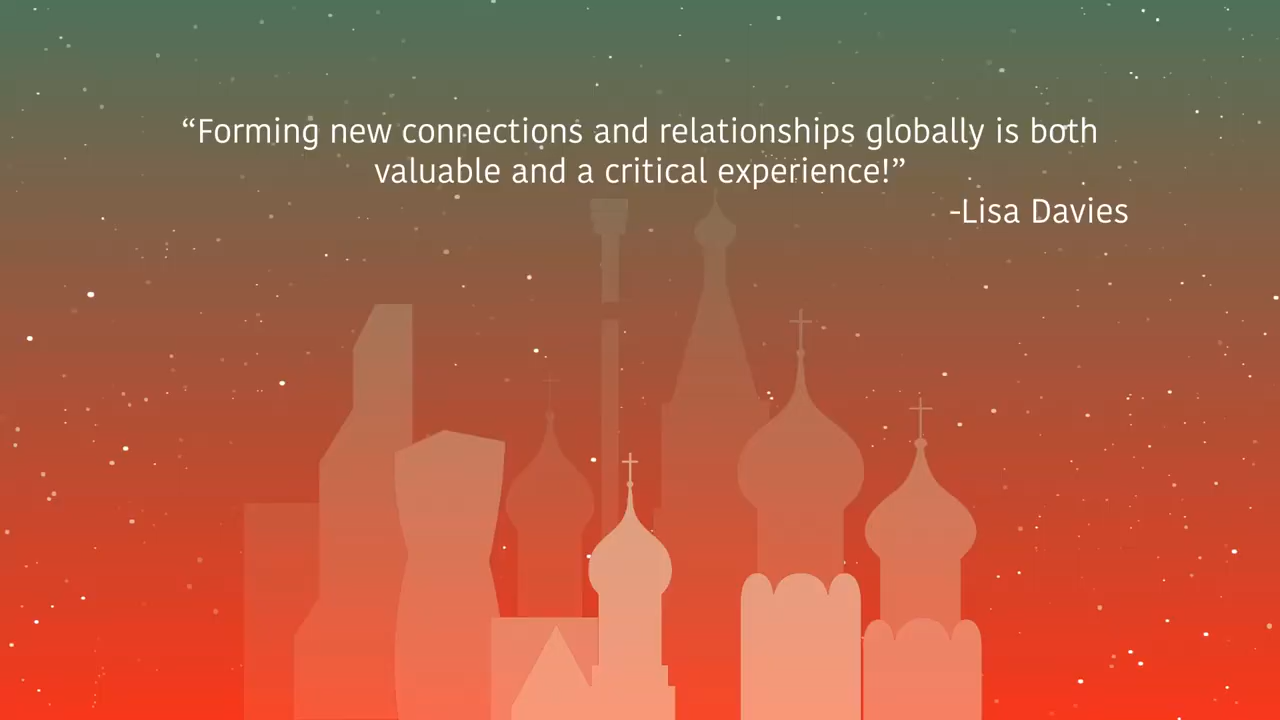 “Forming new connections and relationships globally is both
valuable and a critical experience!”
-Lisa Davies